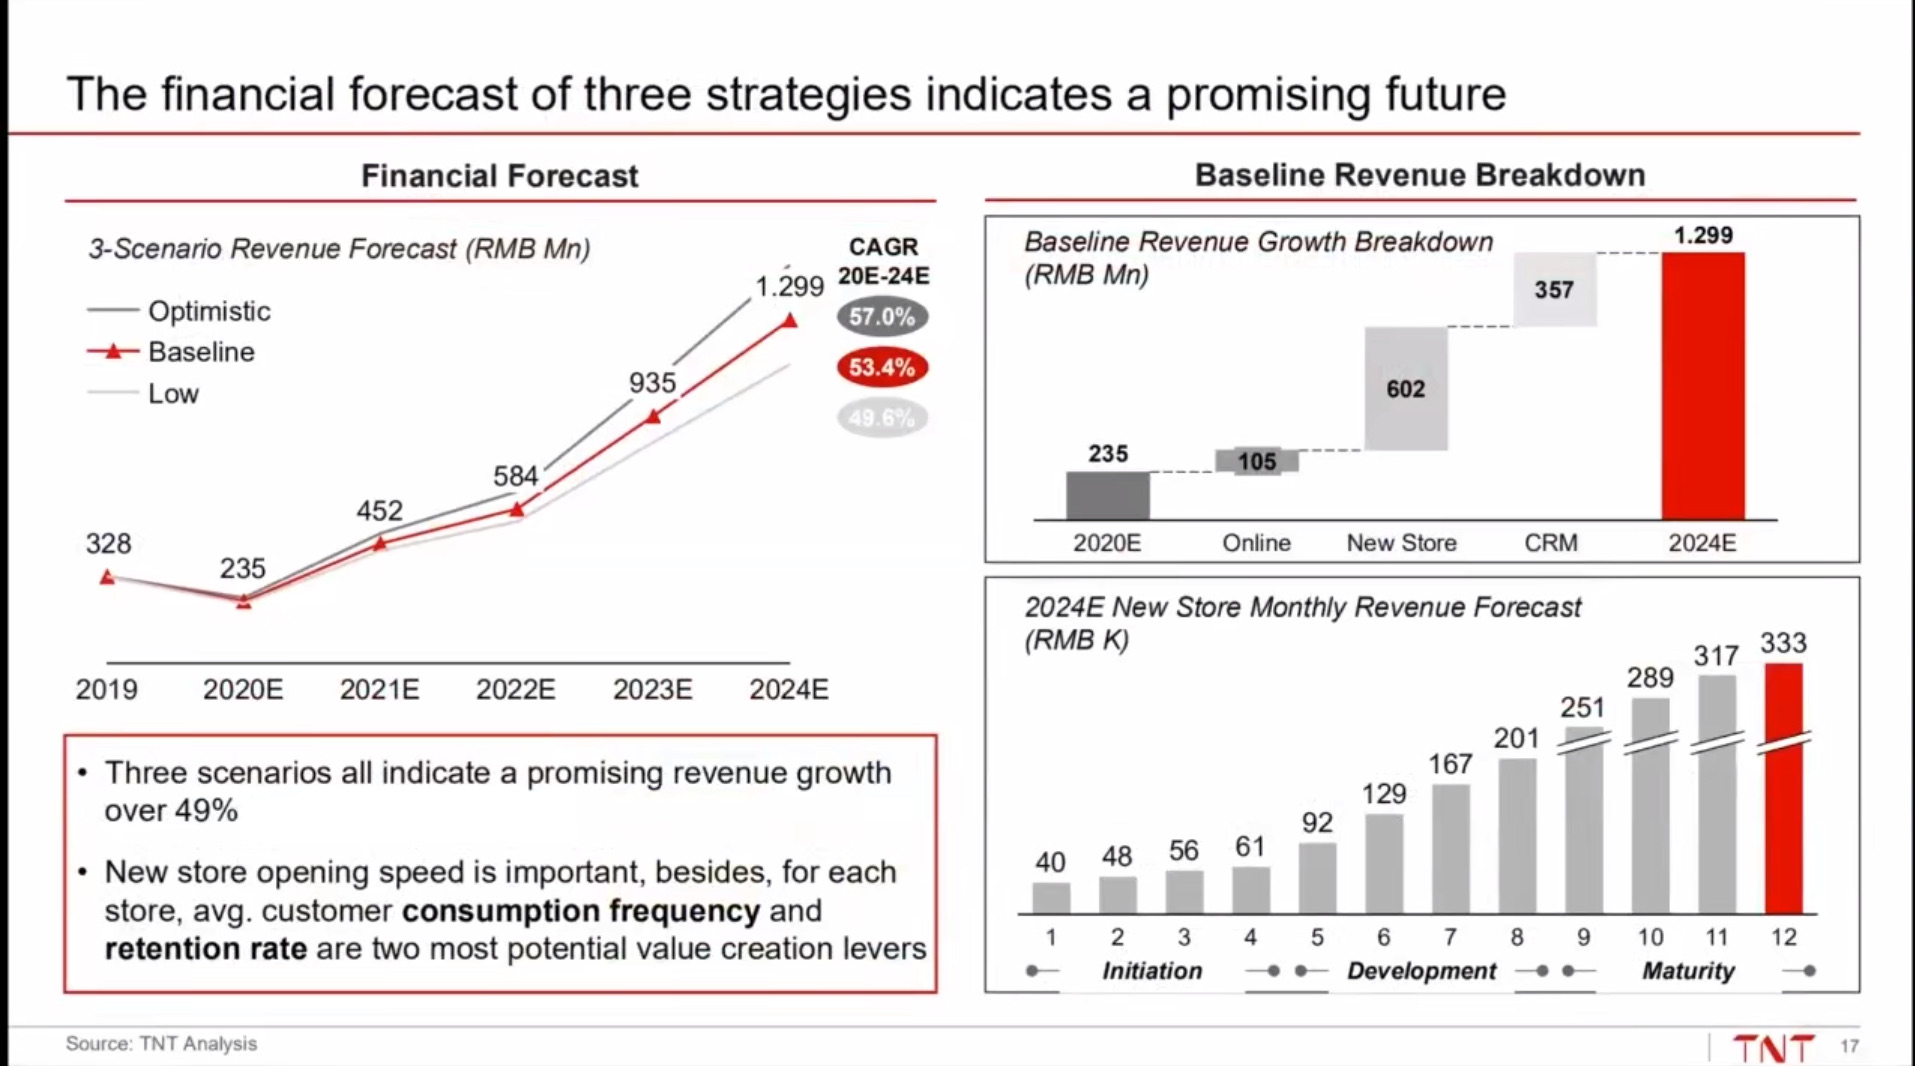 The financial forecast of three strategies indicates a promising future
Financial Forecast
3-Scenario Revenue Forecast (RMB Mn)
CAGR
20E-24E
Optimistic
Baseline
Low
57.0%
53.4%
49.6%
328
235
452
584
935
1.299
2019 2020E 2021E 2022E 2023E 2024E
• Three scenarios all indicate a promising revenue growth
over 49%
• New store opening speed is important, besides, for each
store, avg. customer consumption frequency and
retention rate are two most potential value creation levers
Baseline Revenue Breakdown
Baseline Revenue Growth Breakdown
(RMB Mn)
235
105
602
357
1.299
2020E Online New Store CRM 2024E
2024E New Store Monthly Revenue Forecast
(RMB K)
40 48 56 61 92 129 167 201 251 289 317 333
1 2 3 4 5 6 7 8 9 10 11 12
Initiation Development Maturity
Source: TNT Analysis
TNT 17